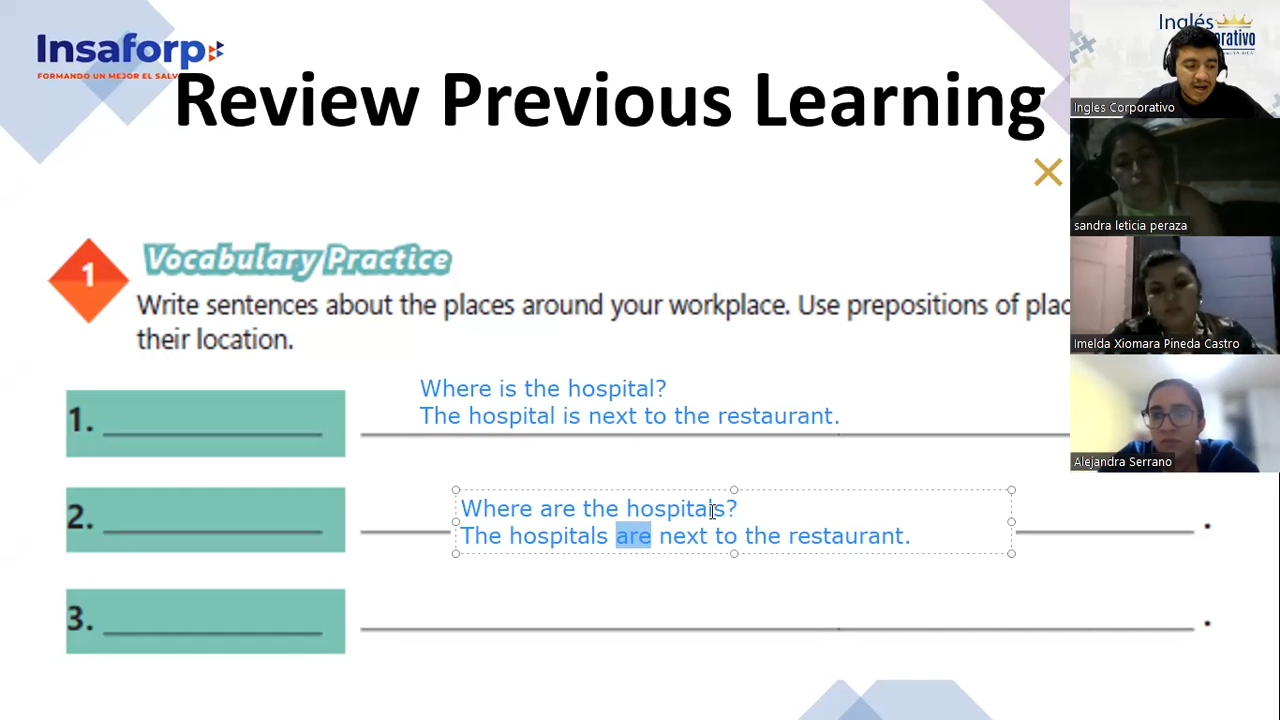 Insaforp
FORMANDO UN MEJOR EL SALV
Review Previous Learning
1 Vocabulary Practice
Write sentences about the places around your workplace. Use prepositions of plac
their location.
Where is the hospital?
1. The hospital is next to the restaurant.
Where are the hospitals?
2. The hospitals are next to the restaurant. .
3. .
Inglés
Ingles Corporativo
sandra leticia peraza
Imelda Xiomara Pineda Castro
Alejandra Serrano